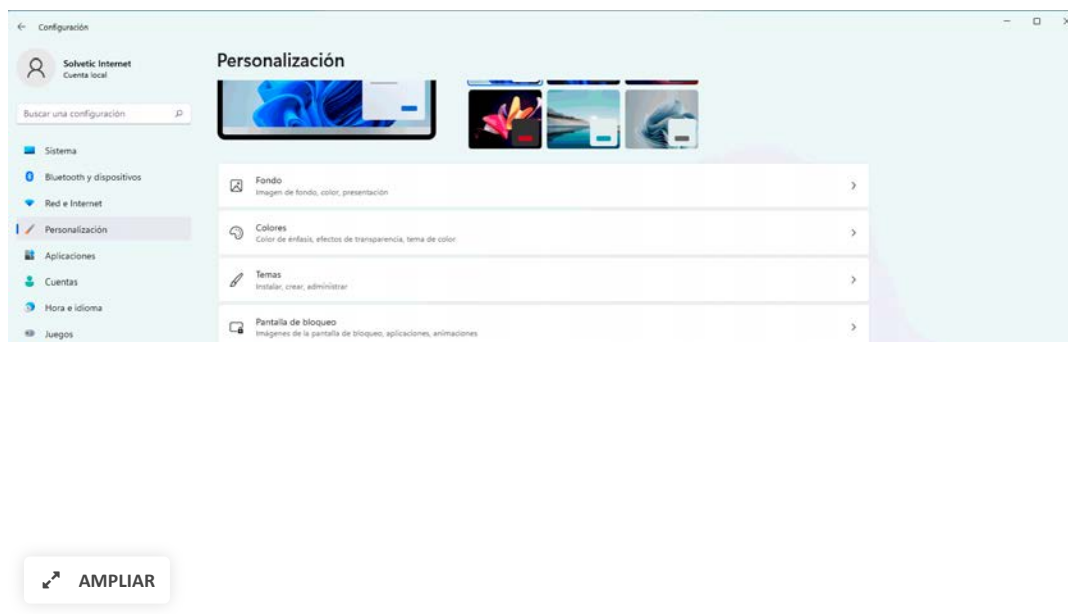 Configuración
Solvetic Internet
Cuenta local
Buscar una configuración
Sistema
Bluetooth y dispositivos
Red e Internet
Personalización
Aplicaciones
Cuentas
Hora e idioma
Juegos
Personalización
Fondo
Imagen de fondo, color, presentación
Colores
Color de énfasis, efectos de transparencia, tema de color
Temas
Instalar, crear, administrar
Pantalla de bloqueo
Imágenes de la pantalla de bloqueo, aplicaciones, animaciones
AMPLIAR